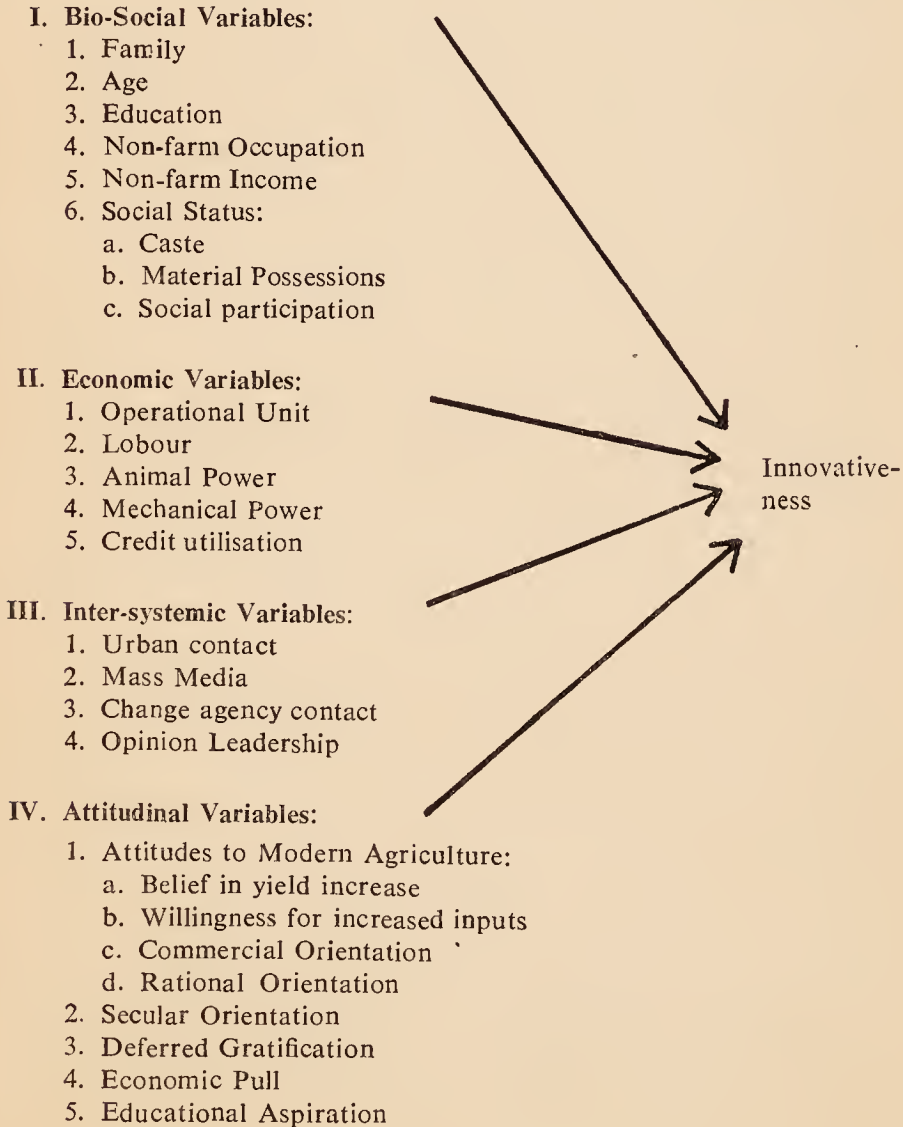 I. Bio-Social Variables:
1. Family
2. Age
3. Education
4. Non-farm Occupation
5. Non-farm Income
6. Social Status:
a. Caste
b. Material Possessions
c. Social participation
II. Economic Variables:
1. Operational Unit
2. Lobour
3. Animal Power
4. Mechanical Power
5. Credit utilisation
Innovative-
ness
III. Inter-systemic Variables:
1. Urban contact
2. Mass Media
3. Change agency contact
4. Opinion Leadership
IV. Attitudinal Variables:
1. Attitudes to Modern Agriculture:
a. Belief in yield increase
b. Willingness for increased inputs
c. Commercial Orientation
d. Rational Orientation
2. Secular Orientation
3. Deferred Gratification
4. Economic Pull
5. Educational Aspiration